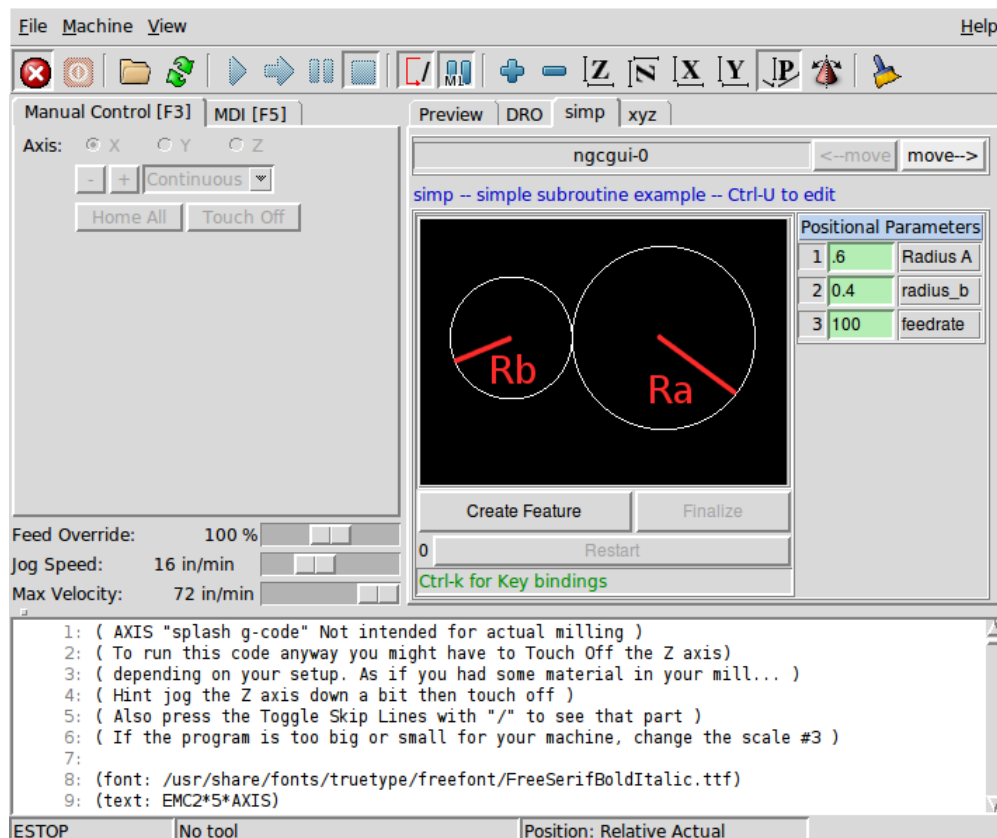 File Machine View Help
M1 Z N X Y P
Manual Control [F3] MDI [F5]
Preview DRO simp xyz
Axis: X Y Z
- + Continuous
Home All Touch Off
ngcgui-0 <--move move-->
simp -- simple subroutine example -- Ctrl-U to edit
Rb
Ra
Positional Parameters
1 .6 Radius A
2 0.4 radius_b
3 100 feedrate
Create Feature Finalize
0 Restart
Ctrl-k for Key bindings
Feed Override: 100 %
Jog Speed: 16 in/min
Max Velocity: 72 in/min
1: ( AXIS "splash g-code" Not intended for actual milling )
2: ( To run this code anyway you might have to Touch Off the Z axis)
3: ( depending on your setup. As if you had some material in your mill... )
4: ( Hint jog the Z axis down a bit then touch off )
5: ( Also press the Toggle Skip Lines with "/" to see that part )
6: ( If the program is too big or small for your machine, change the scale #3 )
7:
8: (font: /usr/share/fonts/truetype/freefont/FreeSerifBoldItalic.ttf)
9: (text: EMC2*5*AXIS)
ESTOP No tool Position: Relative Actual